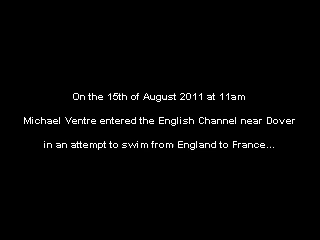 On the 15th of August 2011 at 11am
Michael Ventre entered the English Channel near Dover
in an attempt to swim from England to France...